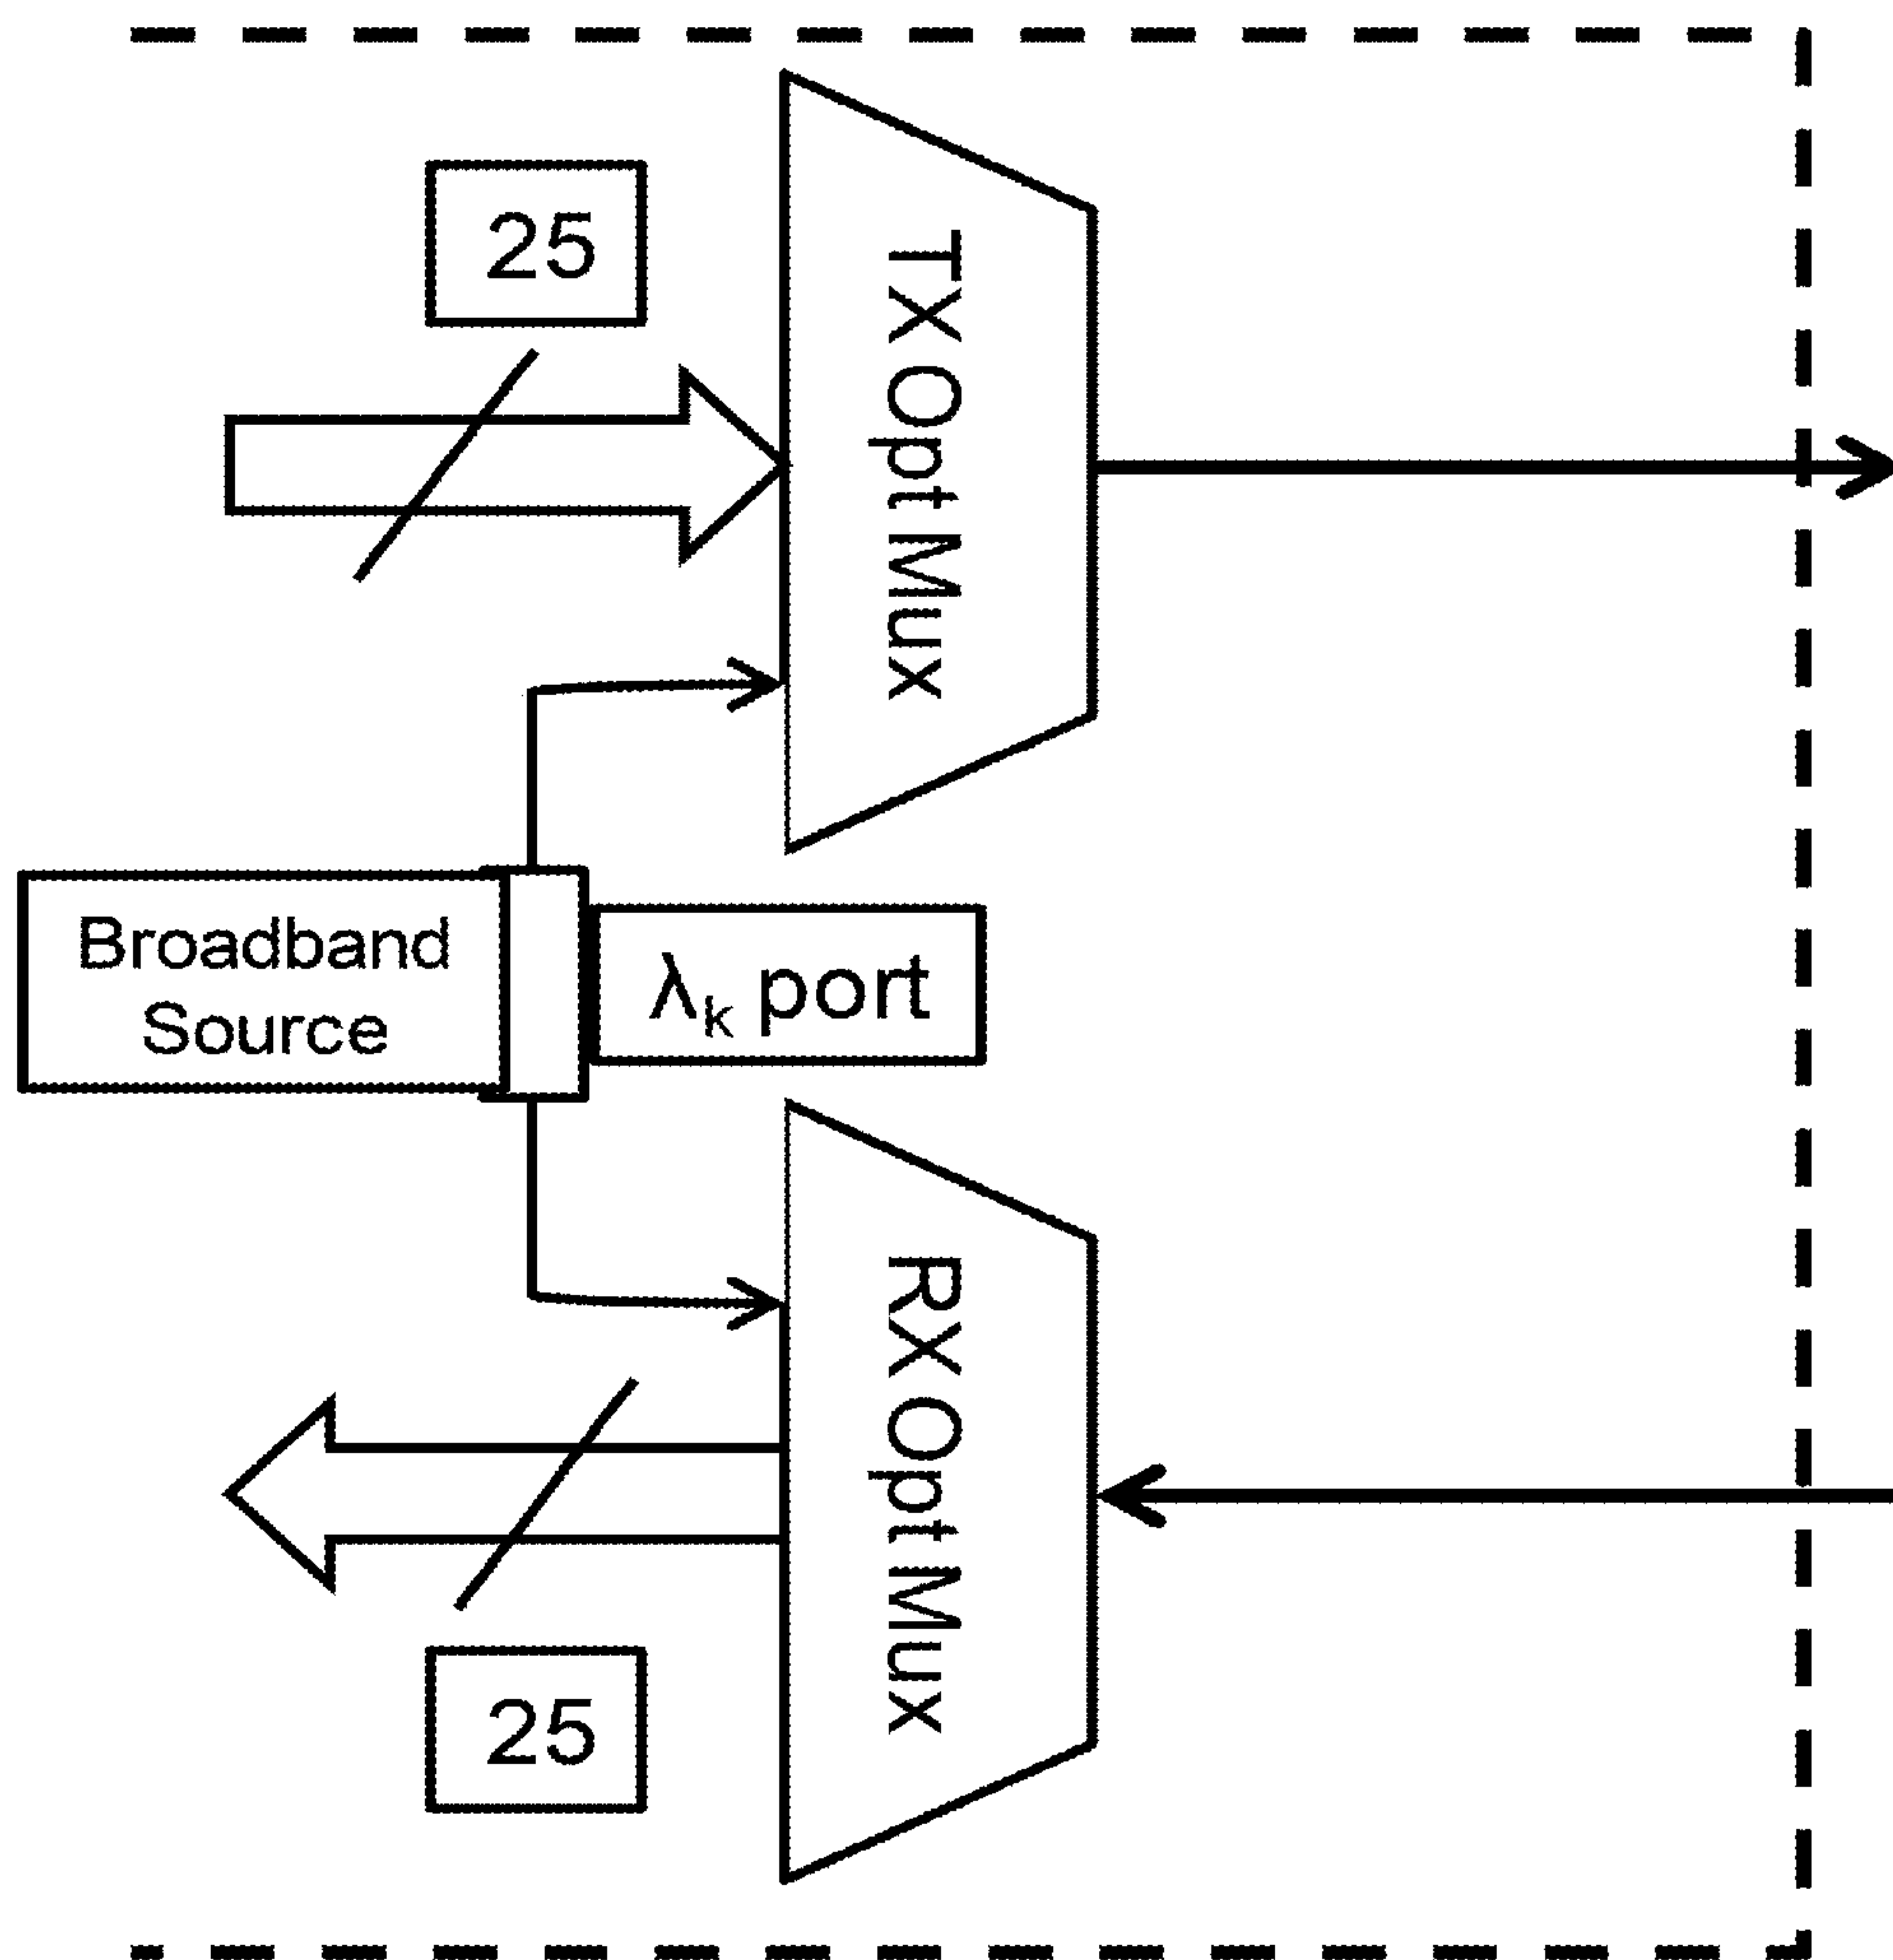 25
TX Opt Mux
Broadband
Source
λk port
RX Opt Mux
25